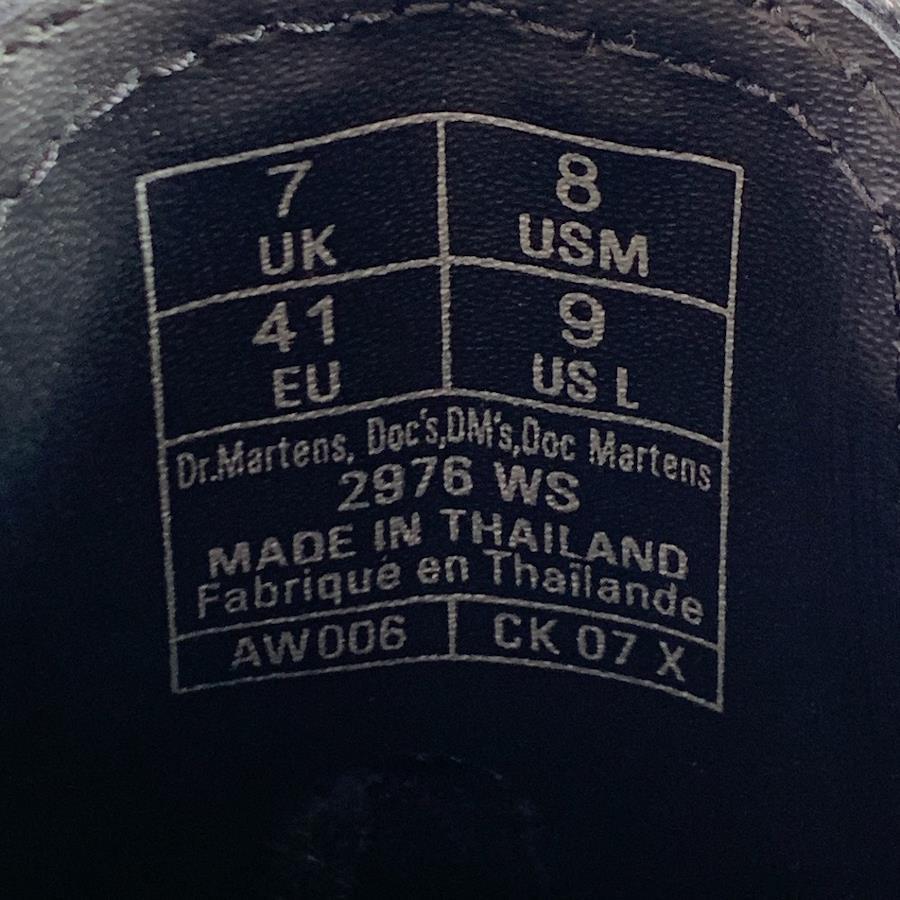 7 8
UK USM
41 9
EU US L
Dr.Martens, Doc's,DM's,Doc Martens
2976 WS
MADE IN THAILAND
Fabriqué en Thaïlande
AW006 CK 07 X